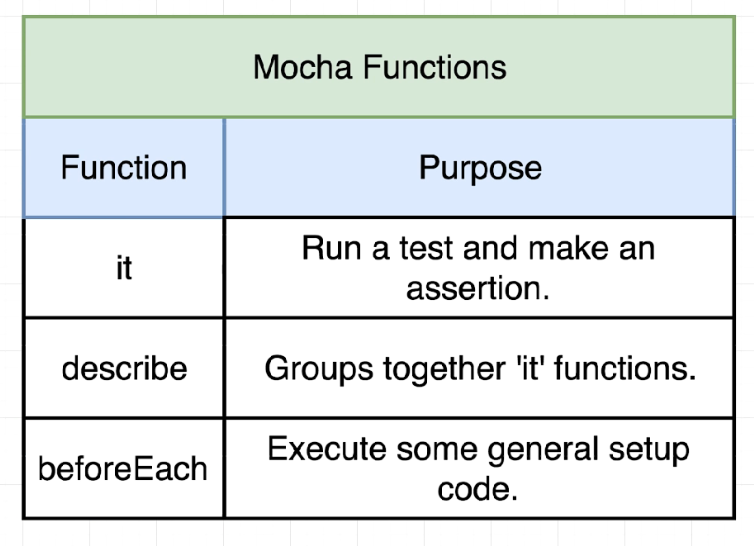 Mocha Functions
Function
Purpose
it
Run a test and make an
assertion.
describe
Groups together 'it' functions.
beforeEach
Execute some general setup
code.